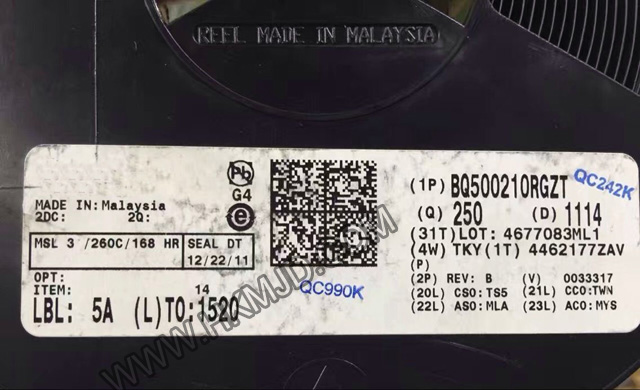 REEL MADE IN MALAYSIA
Pb
G4
e
MADE IN: Malaysia
2DC: 2Q:
MSL 3 /260C/168 HR SEAL DT
12/22/11
OPT:
ITEM: 14
LBL: 5A (L)TO:1520
QC990K
(1P) BQ500210RGZT
QC242K
(Q) 250 (D) 1114
(31T)LOT: 4677083ML1
(4W) TKY(1T) 4462177ZAV
(P)
(2P) REV: B (V) 0033317
(20L) CSO:TS5 (21L) CCO:TWN
(22L) ASO:MLA (23L) ACO:MYS
WWW.HKMJD.COM